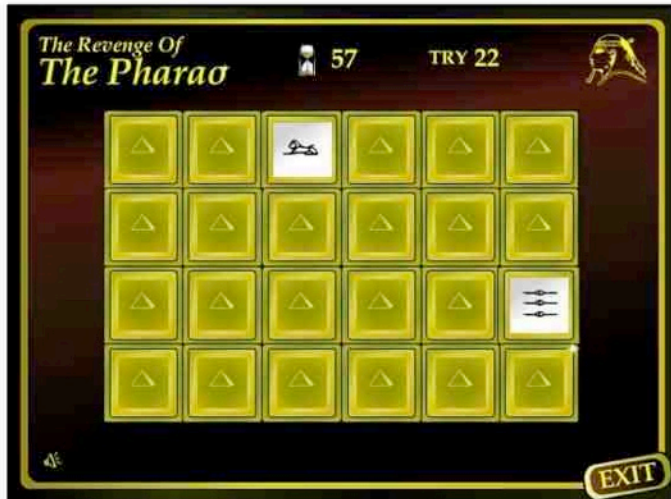 The Revenge Of
The Pharao
57
TRY 22
EXIT